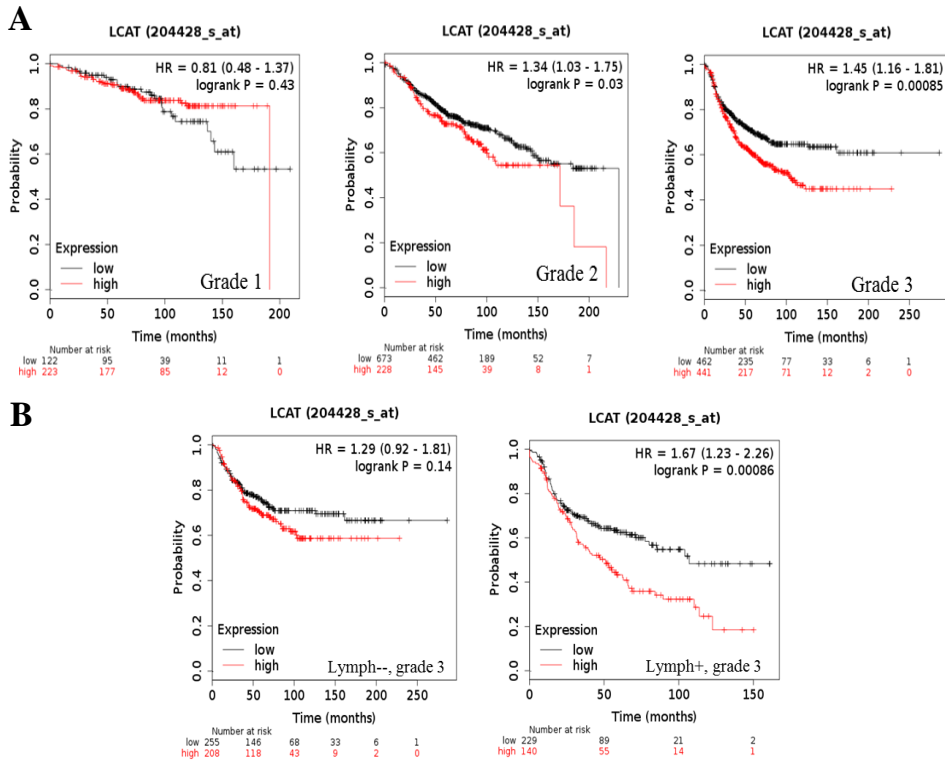 A
LCAT (204428_s_at)
HR = 0.81 (0.48 - 1.37)
logrank P = 0.43
Probability
1.0
0.8
0.6
0.4
0.2
0.0
Expression
low
high
Grade 1
0 50 100 150 200
Time (months)
Number at risk
low 122 95 39 11 1
high 223 177 85 12 0
LCAT (204428_s_at)
HR = 1.34 (1.03 - 1.75)
logrank P = 0.03
Probability
1.0
0.8
0.6
0.4
0.2
0.0
Expression
low
high
Grade 2
0 50 100 150 200
Time (months)
Number at risk
low 673 462 189 52 7
high 228 145 39 8 1
LCAT (204428_s_at)
HR = 1.45 (1.16 - 1.81)
logrank P = 0.00085
Probability
1.0
0.8
0.6
0.4
0.2
0.0
Expression
low
high
Grade 3
0 50 100 150 200 250
Time (months)
Number at risk
low 462 235 77 33 6 1
high 441 217 71 12 2 0
B
LCAT (204428_s_at)
HR = 1.29 (0.92 - 1.81)
logrank P = 0.14
Probability
1.0
0.8
0.6
0.4
0.2
0.0
Expression
low
high
Lymph--, grade 3
0 50 100 150 200 250
Time (months)
Number at risk
low 255 146 68 33 6 1
high 208 118 43 9 2 0
LCAT (204428_s_at)
HR = 1.67 (1.23 - 2.26)
logrank P = 0.00086
Probability
1.0
0.8
0.6
0.4
0.2
0.0
Expression
low
high
Lymph+, grade 3
0 50 100 150
Time (months)
Number at risk
low 229 89 21 2
high 140 55 14 1